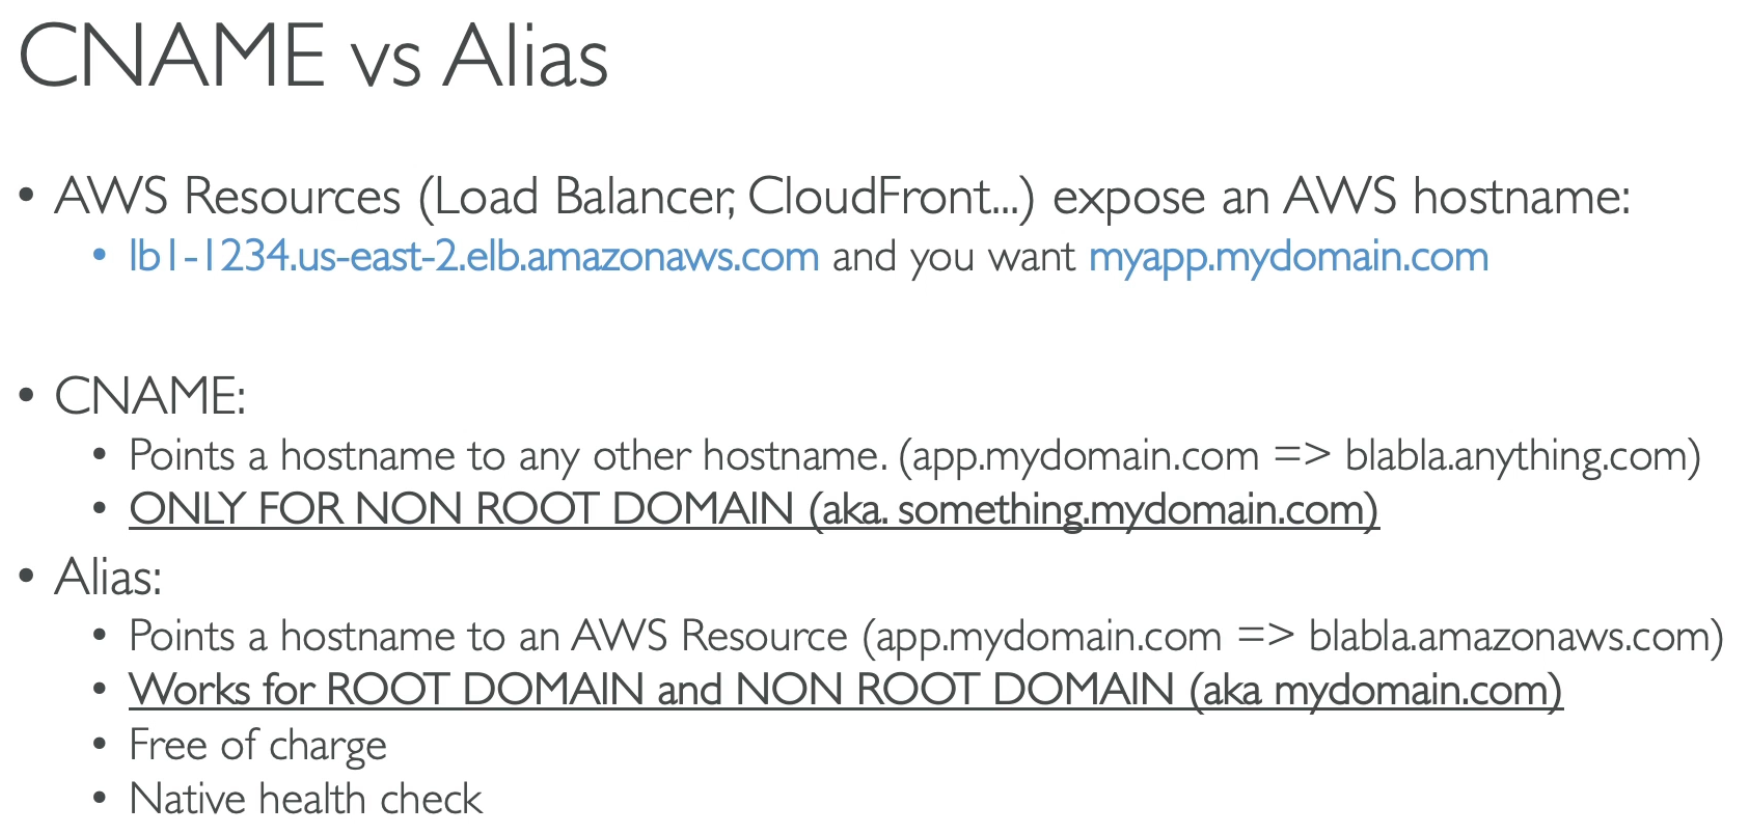 CNAME vs Alias
• AWS Resources (Load Balancer, CloudFront...) expose an AWS hostname:
• lb1-1234.us-east-2.elb.amazonaws.com and you want myapp.mydomain.com
• CNAME:
• Points a hostname to any other hostname. (app.mydomain.com => blabla.anything.com)
• ONLY FOR NON ROOT DOMAIN (aka. something.mydomain.com)
• Alias:
• Points a hostname to an AWS Resource (app.mydomain.com => blabla.amazonaws.com)
• Works for ROOT DOMAIN and NON ROOT DOMAIN (aka mydomain.com)
• Free of charge
• Native health check